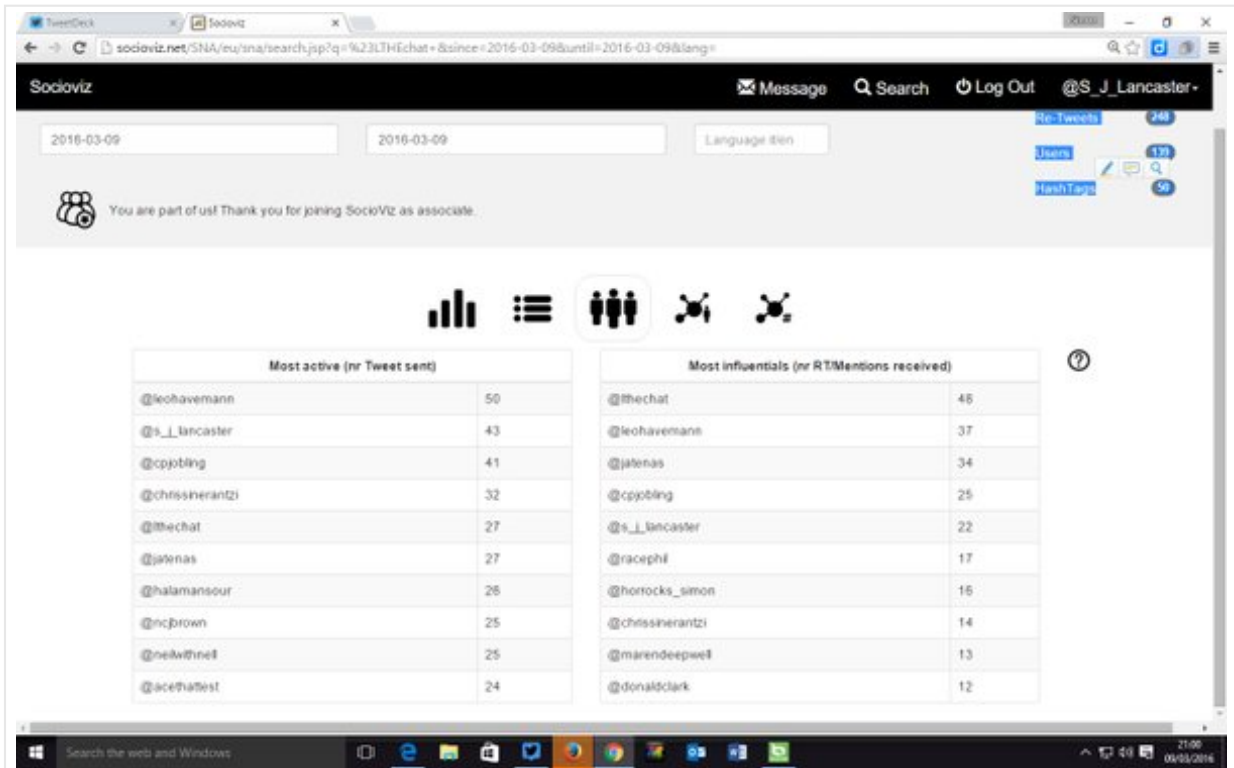 TweetDeck
Socioviz
socioviz.net/SNA/eu/sna/search.jsp?q=%23LTHEchat+&since=2016-03-09&until=2016-03-09&lang=
Socioviz Message Search Log Out @S_J_Lancaster
Re-Tweets 248
2016-03-09 2016-03-09 Language
Users 139
HashTags 50
You are part of us! Thank you for joining SocioViz as associate.
Most active (nr Tweet sent) Most influentials (nr RT/Mentions received)
@leohavemann 50 @lthechat 48
@s_j_lancaster 43 @leohavemann 37
@cpjobling 41 @jatenas 34
@chrissinerantzi 32 @cpjobling 25
@lthechat 27 @s_j_lancaster 22
@jatenas 27 @racephil 17
@halamansour 26 @horrocks_simon 16
@ncjbrown 25 @chrissinerantzi 14
@neilwithnell 25 @marendeepwell 13
@acethattest 24 @donaldclark 12
Search the web and Windows
21:00
09/03/2016